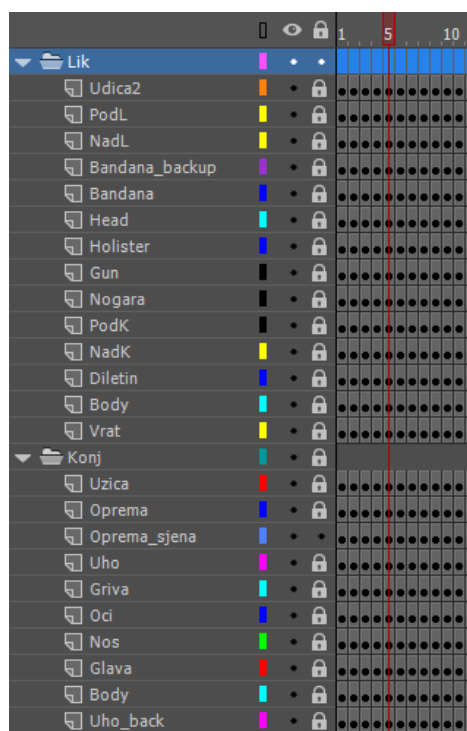 1 5 10
Lik
Udica2
PodL
NadL
Bandana_backup
Bandana
Head
Holister
Gun
Nogara
PodK
NadK
Diletin
Body
Vrat
Konj
Uzica
Oprema
Oprema_sjena
Uho
Griva
Oci
Nos
Glava
Body
Uho_back